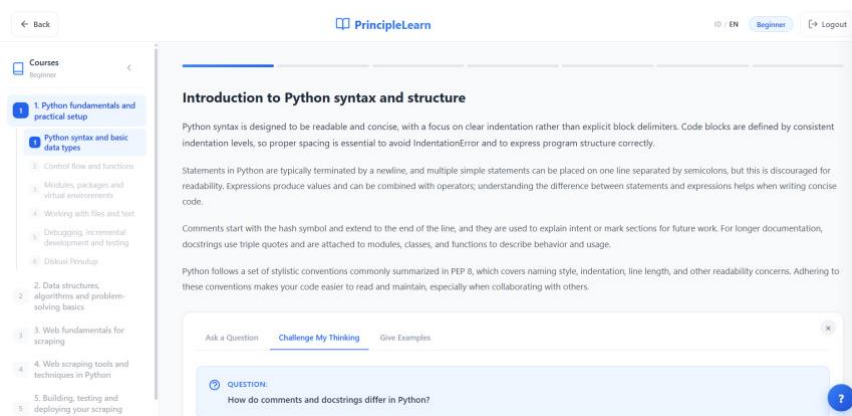 ← Back
PrincipleLearn
ID / EN
Beginner
Logout
Courses
Beginner
1
1. Python fundamentals and
practical setup
1
Python syntax and basic
data types
2
Control flow and functions
3
Modules, packages and
virtual environments
4
Working with files and text
5
Debugging, incremental
development and testing
6
Diskusi Penutup
2
2. Data structures,
algorithms and problem-
solving basics
3
3. Web fundamentals for
scraping
4
4. Web scraping tools and
techniques in Python
5
5. Building, testing and
deploying your scraping
Introduction to Python syntax and structure
Python syntax is designed to be readable and concise, with a focus on clear indentation rather than explicit block delimiters. Code blocks are defined by consistent
indentation levels, so proper spacing is essential to avoid IndentationError and to express program structure correctly.
Statements in Python are typically terminated by a newline, and multiple simple statements can be placed on one line separated by semicolons, but this is discouraged for
readability. Expressions produce values and can be combined with operators; understanding the difference between statements and expressions helps when writing concise
code.
Comments start with the hash symbol and extend to the end of the line, and they are used to explain intent or mark sections for future work. For longer documentation,
docstrings use triple quotes and are attached to modules, classes, and functions to describe behavior and usage.
Python follows a set of stylistic conventions commonly summarized in PEP 8, which covers naming style, indentation, line length, and other readability concerns. Adhering to
these conventions makes your code easier to read and maintain, especially when collaborating with others.
Ask a Question
Challenge My Thinking
Give Examples
×
QUESTION:
How do comments and docstrings differ in Python?
?